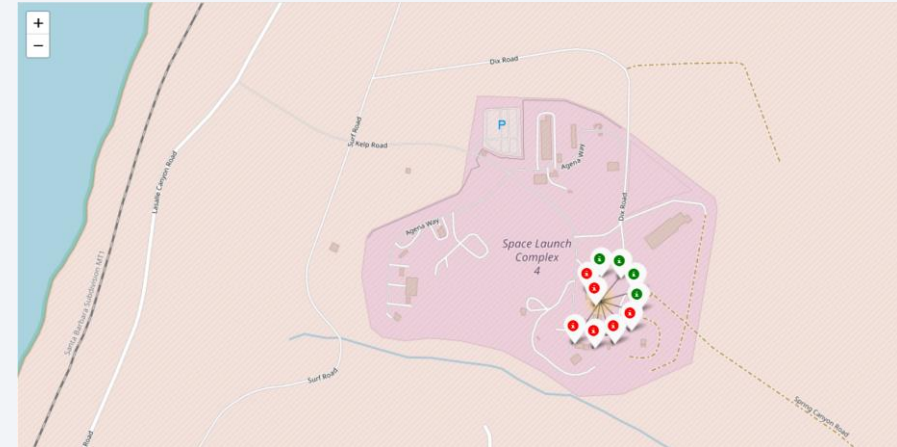 +
−
Dix Road
P
Surf Road
Kelp Road
Agena Way
Lasalle Canyon Road
Dix Road
Agena Way
Space Launch
Complex
4
Santa Barbara Subdivision MT1
Surf Road
Spring Canyon Road
Road